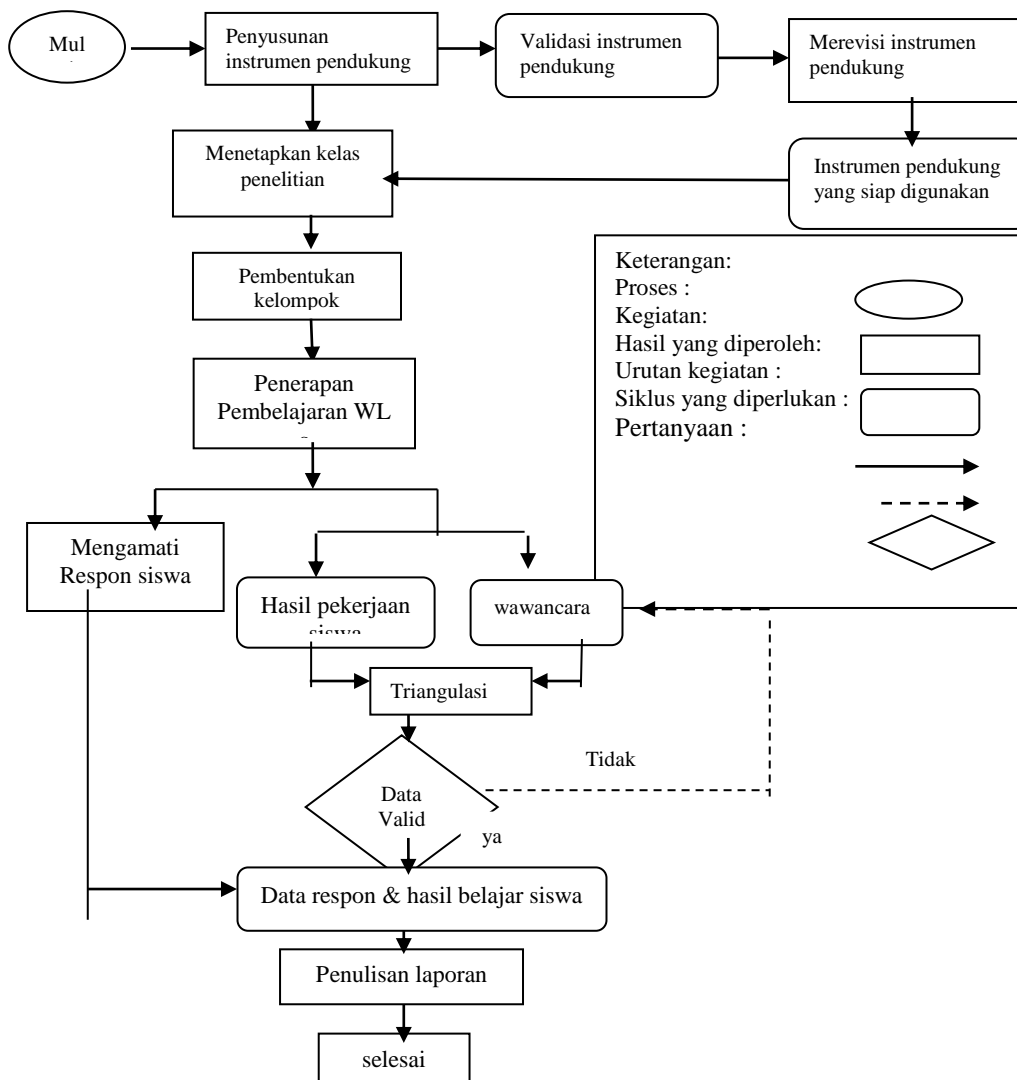 Mul
Penyusunan
instrumen pendukung
Validasi instrumen
pendukung
Merevisi instrumen
pendukung
Menetapkan kelas
penelitian
Instrumen pendukung
yang siap digunakan
Pembentukan
kelompok
Keterangan:
Proses :
Kegiatan:
Hasil yang diperoleh:
Urutan kegiatan :
Siklus yang diperlukan :
Pertanyaan :
Penerapan
Pembelajaran WL
Mengamati
Respon siswa
Hasil pekerjaan
siswa
wawancara
Triangulasi
Tidak
Data
Valid
ya
Data respon & hasil belajar siswa
Penulisan laporan
selesai